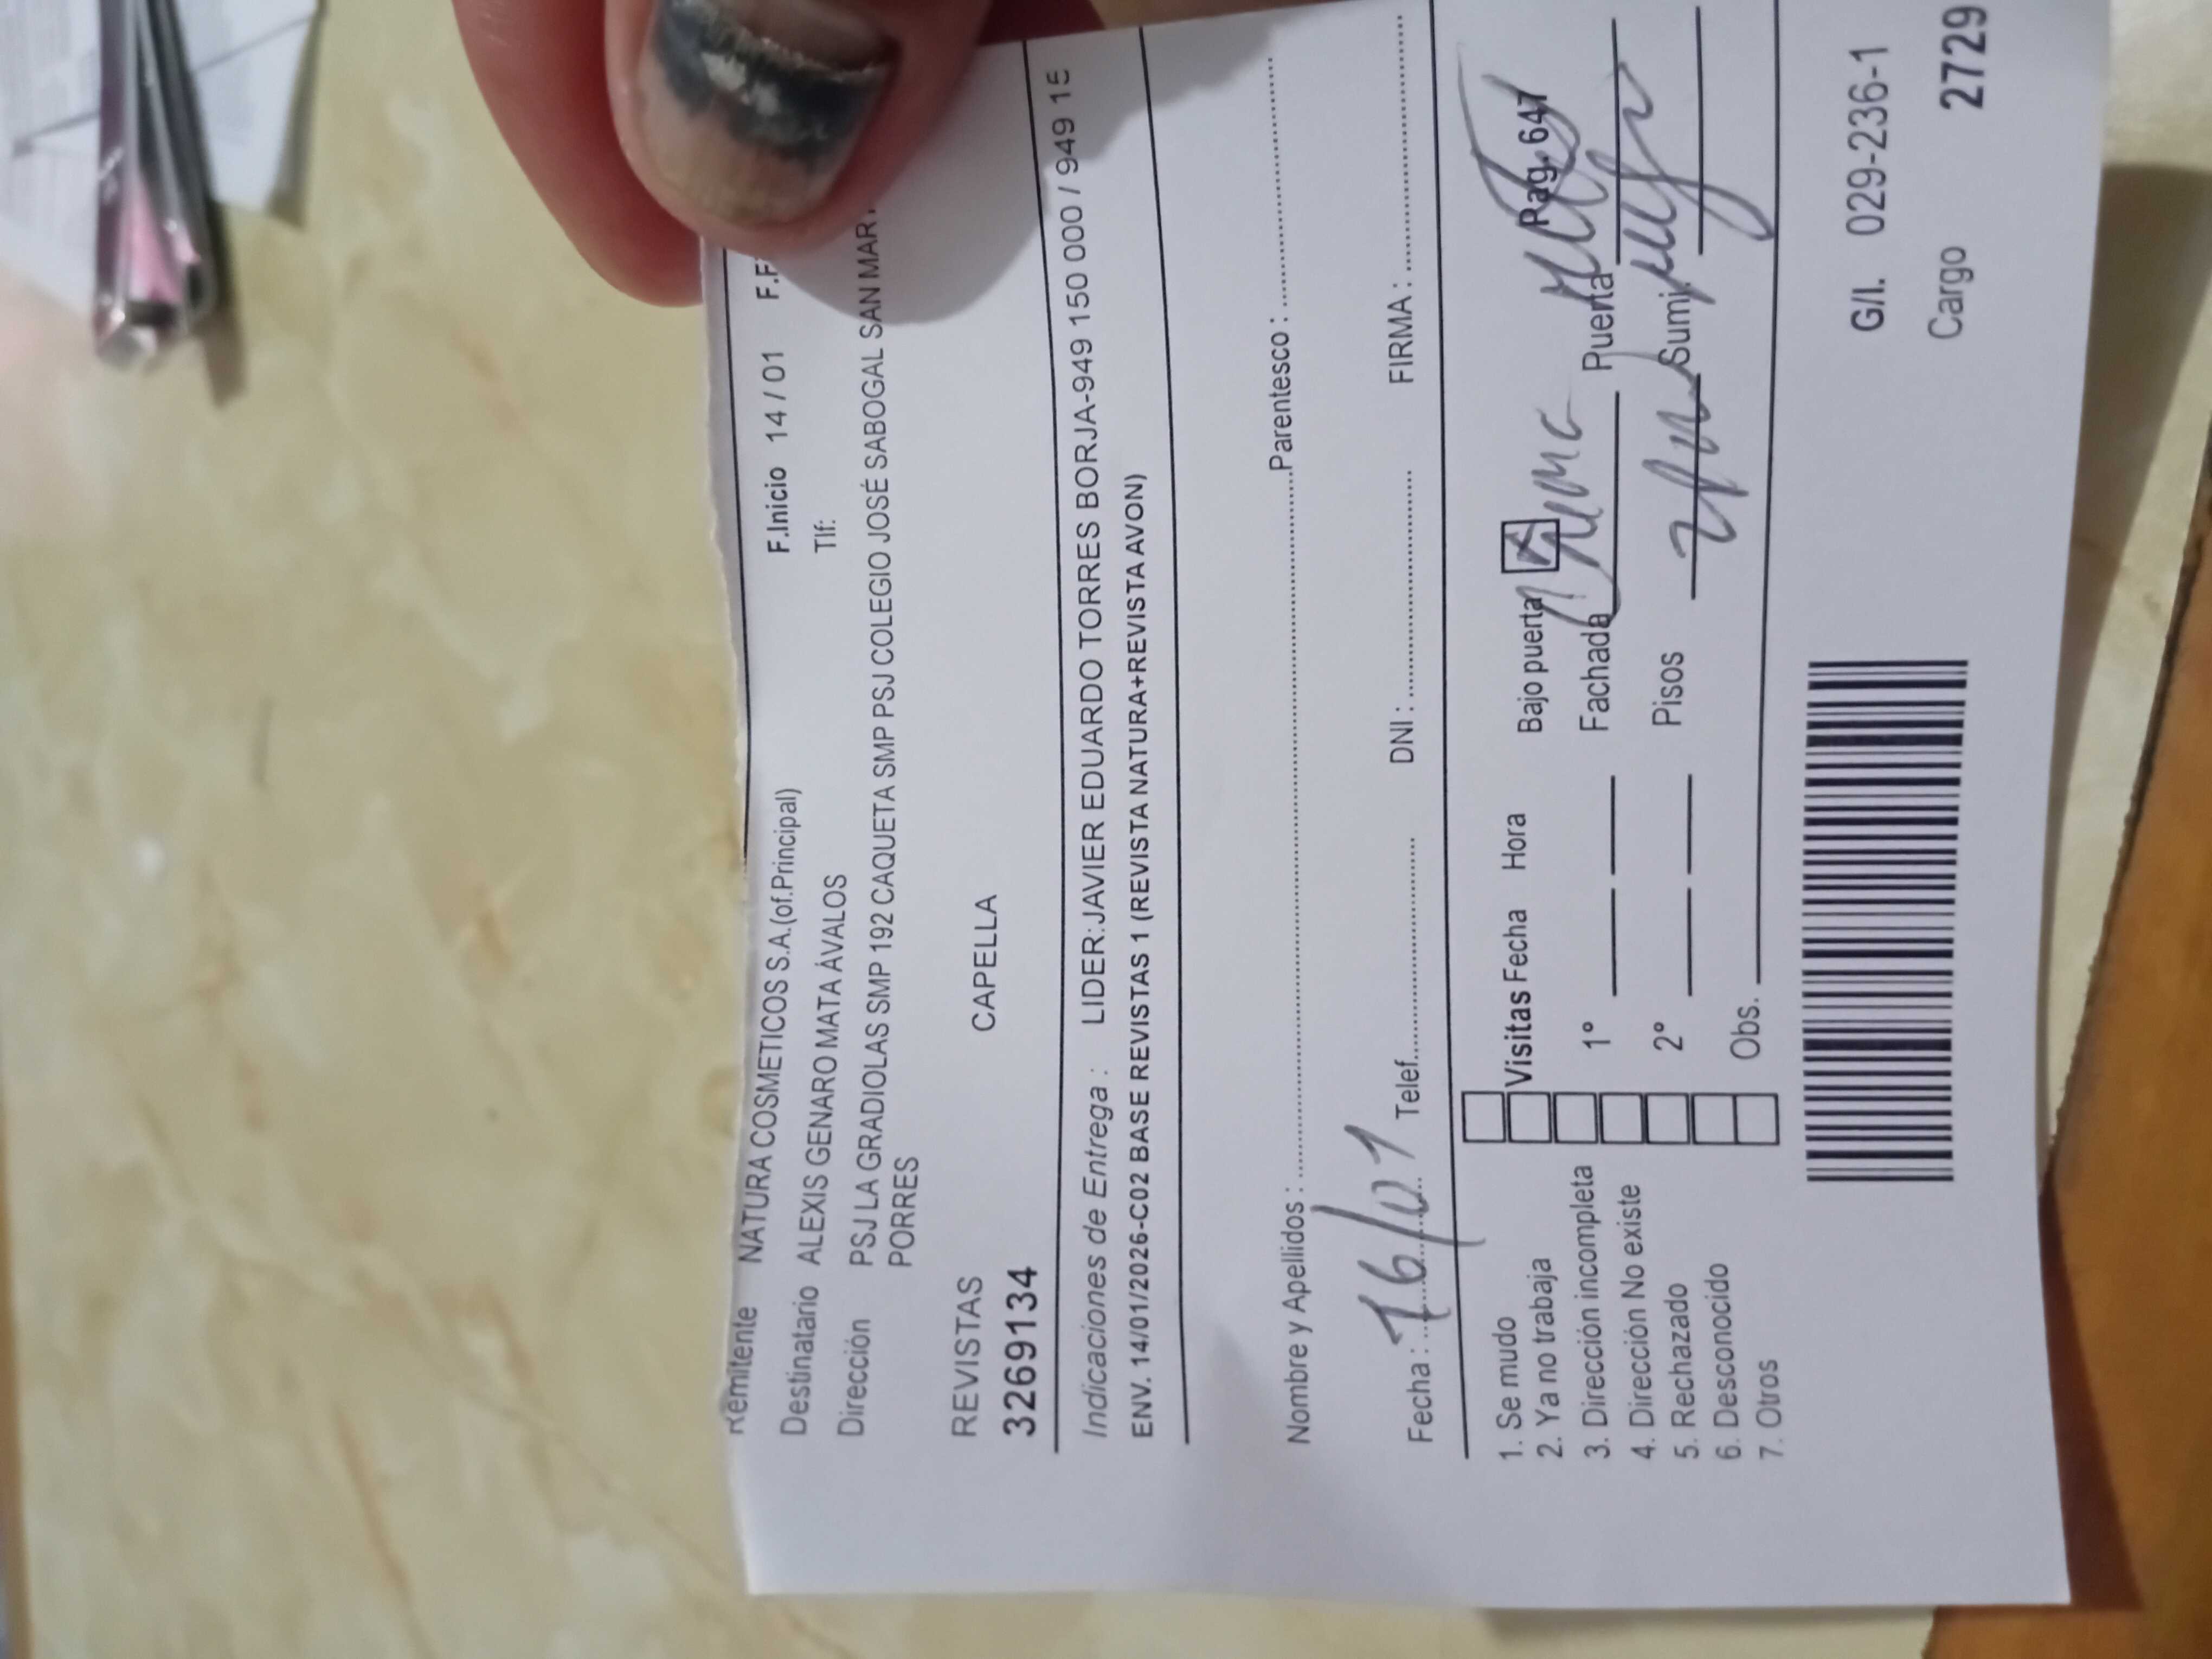 Remitente NATURA COSMETICOS S.A.(of.Principal) F.Inicio 14 / 01 F.F
Destinatario ALEXIS GENARO MATA ÁVALOS Tlf:
Dirección PSJ LA GRADIOLAS SMP 192 CAQUETA SMP PSJ COLEGIO JOSÉ SABOGAL SAN MAR
PORRES
REVISTAS CAPELLA
3269134
Indicaciones de Entrega : LIDER: JAVIER EDUARDO TORRES BORJA-949 150 000 / 949 15
ENV. 14/01/2026-C02 BASE REVISTAS 1 (REVISTA NATURA+REVISTA AVON)
Nombre y Apellidos : Parentesco :
Fecha : 16/01 Telef. DNI : FIRMA :
Pag. 647
1. Se mudo
2. Ya no trabaja
3. Dirección incompleta
4. Dirección No existe
5. Rechazado
6. Desconocido
7. Otros
Visitas Fecha Hora Bajo puerta
1° Fachada Puerta
2° Pisos Sumi.
Obs.
G/I. 029-236-1
Cargo 2729